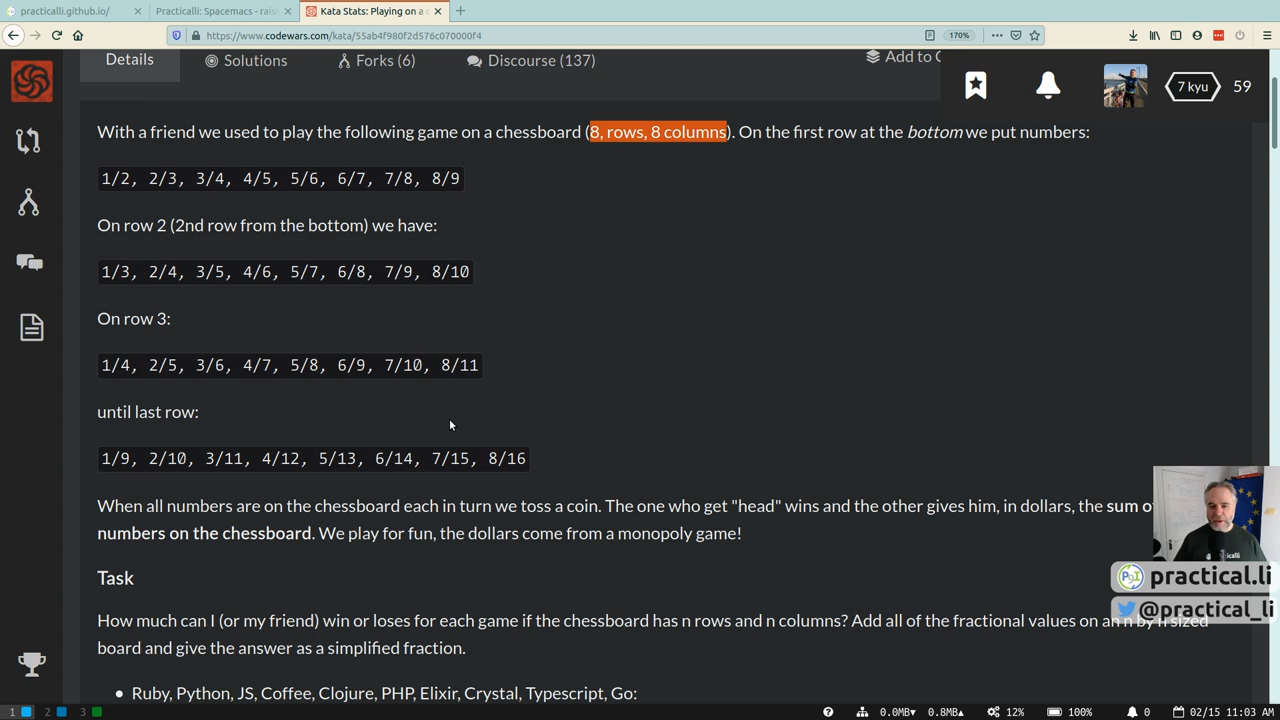 practicalli.github.io/
Practicalli: Spacemacs - rais
Kata Stats: Playing on a c
https://www.codewars.com/kata/55ab4f980f2d576c070000f4
170%
Details
Solutions
Forks (6)
Discourse (137)
Add to C
7 kyu
59
With a friend we used to play the following game on a chessboard (8, rows, 8 columns). On the first row at the bottom we put numbers:
1/2, 2/3, 3/4, 4/5, 5/6, 6/7, 7/8, 8/9
On row 2 (2nd row from the bottom) we have:
1/3, 2/4, 3/5, 4/6, 5/7, 6/8, 7/9, 8/10
On row 3:
1/4, 2/5, 3/6, 4/7, 5/8, 6/9, 7/10, 8/11
until last row:
1/9, 2/10, 3/11, 4/12, 5/13, 6/14, 7/15, 8/16
When all numbers are on the chessboard each in turn we toss a coin. The one who get "head" wins and the other gives him, in dollars, the sum of
numbers on the chessboard. We play for fun, the dollars come from a monopoly game!
Task
practical.li
@practical_li
How much can I (or my friend) win or loses for each game if the chessboard has n rows and n columns? Add all of the fractional values on an n by n sized
board and give the answer as a simplified fraction.
• Ruby, Python, JS, Coffee, Clojure, PHP, Elixir, Crystal, Typescript, Go:
1 2 3
0.0MB 0.8MB 12% 100% 0 02/15 11:03 AM